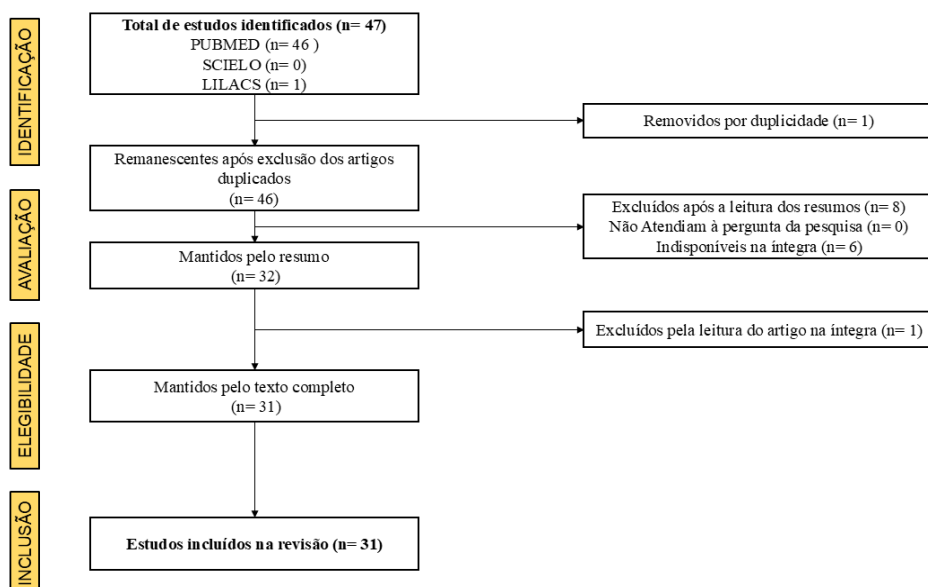 IDENTIFICAÇÃO
Total de estudos identificados (n= 47)
PUBMED (n= 46 )
SCIELO (n= 0)
LILACS (n= 1)
Removidos por duplicidade (n= 1)
Remanescentes após exclusão dos artigos
duplicados
(n= 46)
AVALIAÇÃO
Excluídos após a leitura dos resumos (n= 8)
Não Atendiam à pergunta da pesquisa (n= 0)
Indisponíveis na íntegra (n= 6)
Mantidos pelo resumo
(n= 32)
ELEGIBILIDADE
Excluídos pela leitura do artigo na íntegra (n= 1)
Mantidos pelo texto completo
(n= 31)
INCLUSÃO
Estudos incluídos na revisão (n= 31)